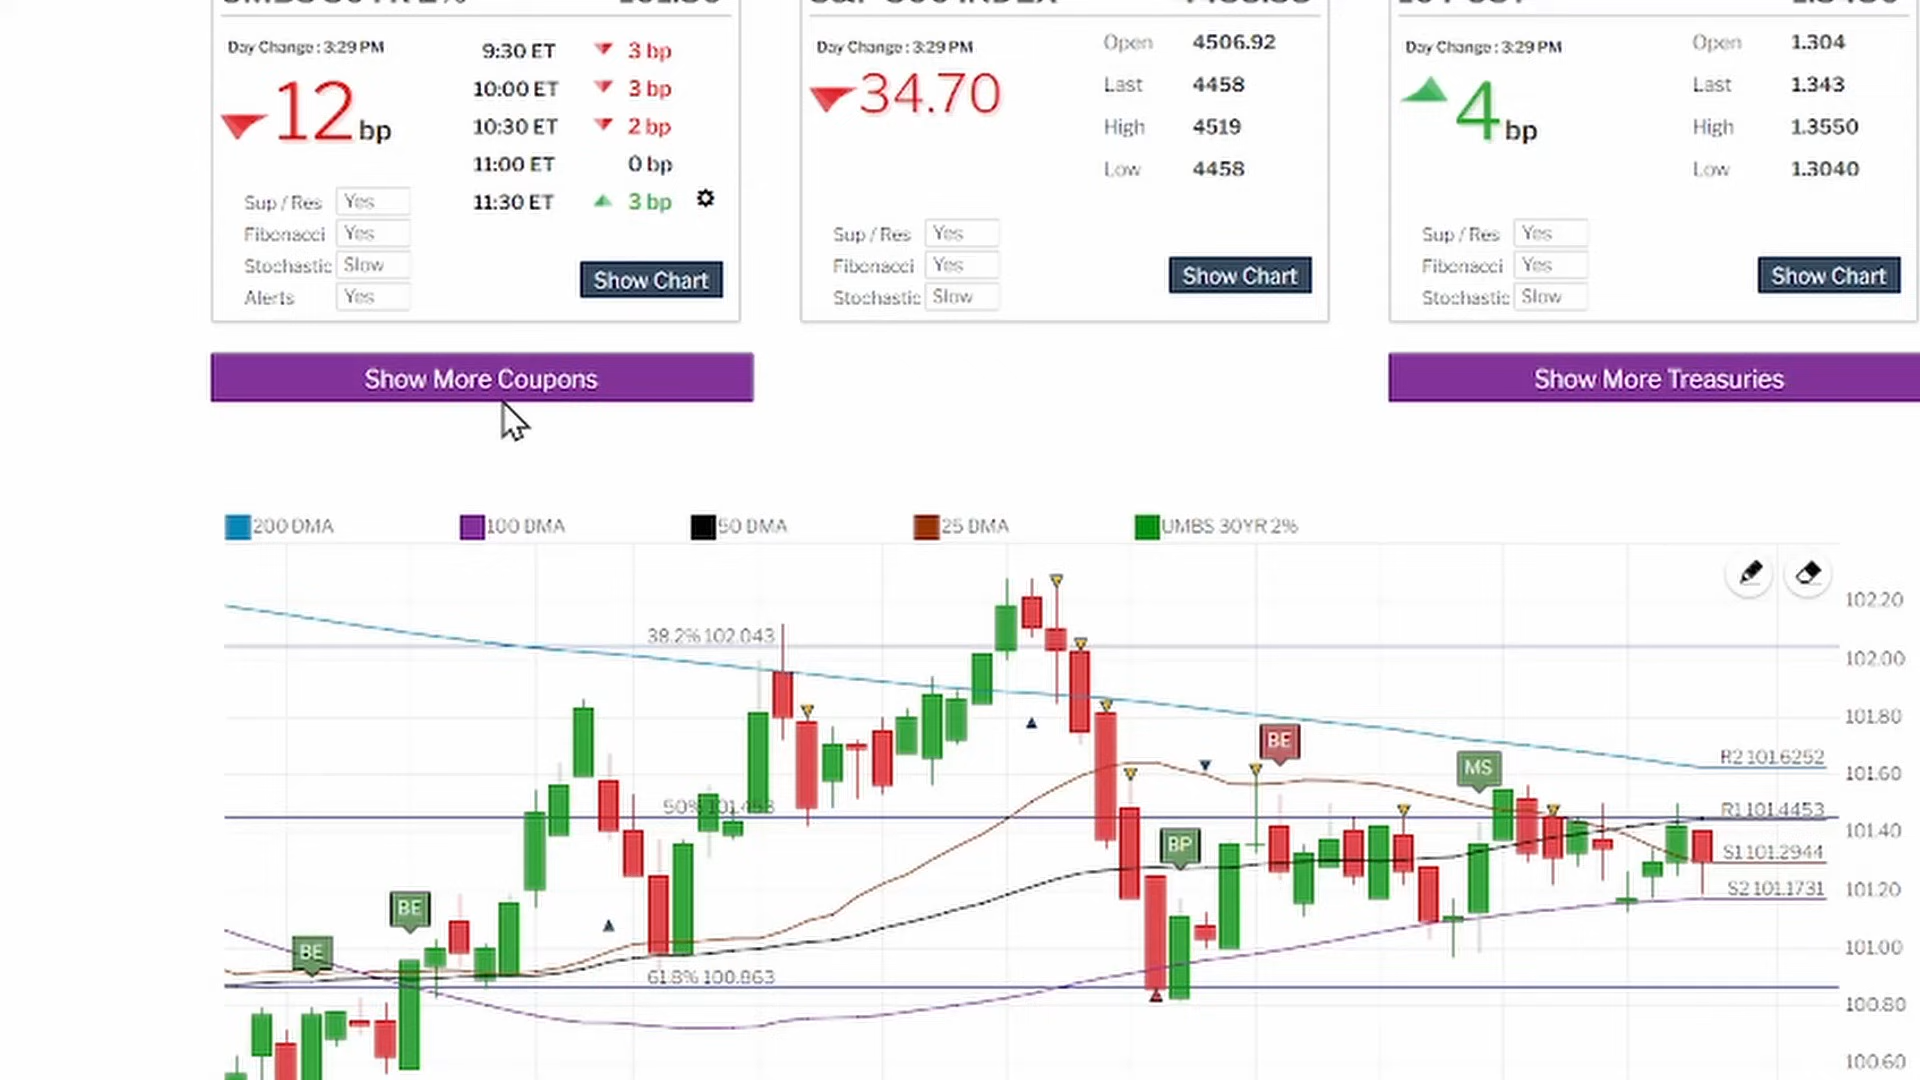 Day Change : 3:29 PM
12 bp
9:30 ET 3 bp
10:00 ET 3 bp
10:30 ET 2 bp
11:00 ET 0 bp
11:30 ET 3 bp
Sup / Res Yes
Fibonacci Yes
Stochastic Slow
Alerts Yes
Show Chart
S&P 500 INDEX
Day Change : 3:29 PM
34.70
Open 4506.92
Last 4458
High 4519
Low 4458
Sup / Res Yes
Fibonacci Yes
Stochastic Slow
Show Chart
Day Change : 3:29 PM
4 bp
Open 1.304
Last 1.343
High 1.3550
Low 1.3040
Sup / Res Yes
Fibonacci Yes
Stochastic Slow
Show Chart
Show More Coupons
Show More Treasuries
200 DMA 100 DMA 50 DMA 25 DMA UMBS 30YR 2%
102.20
38.2% 102.043
102.00
101.80
BE
R2 101.6252
MS
101.60
50% 101.453
R1 101.4453
101.40
BP
S1 101.2944
S2 101.1731
101.20
BE
BE
101.00
61.8% 100.863
100.80
100.60